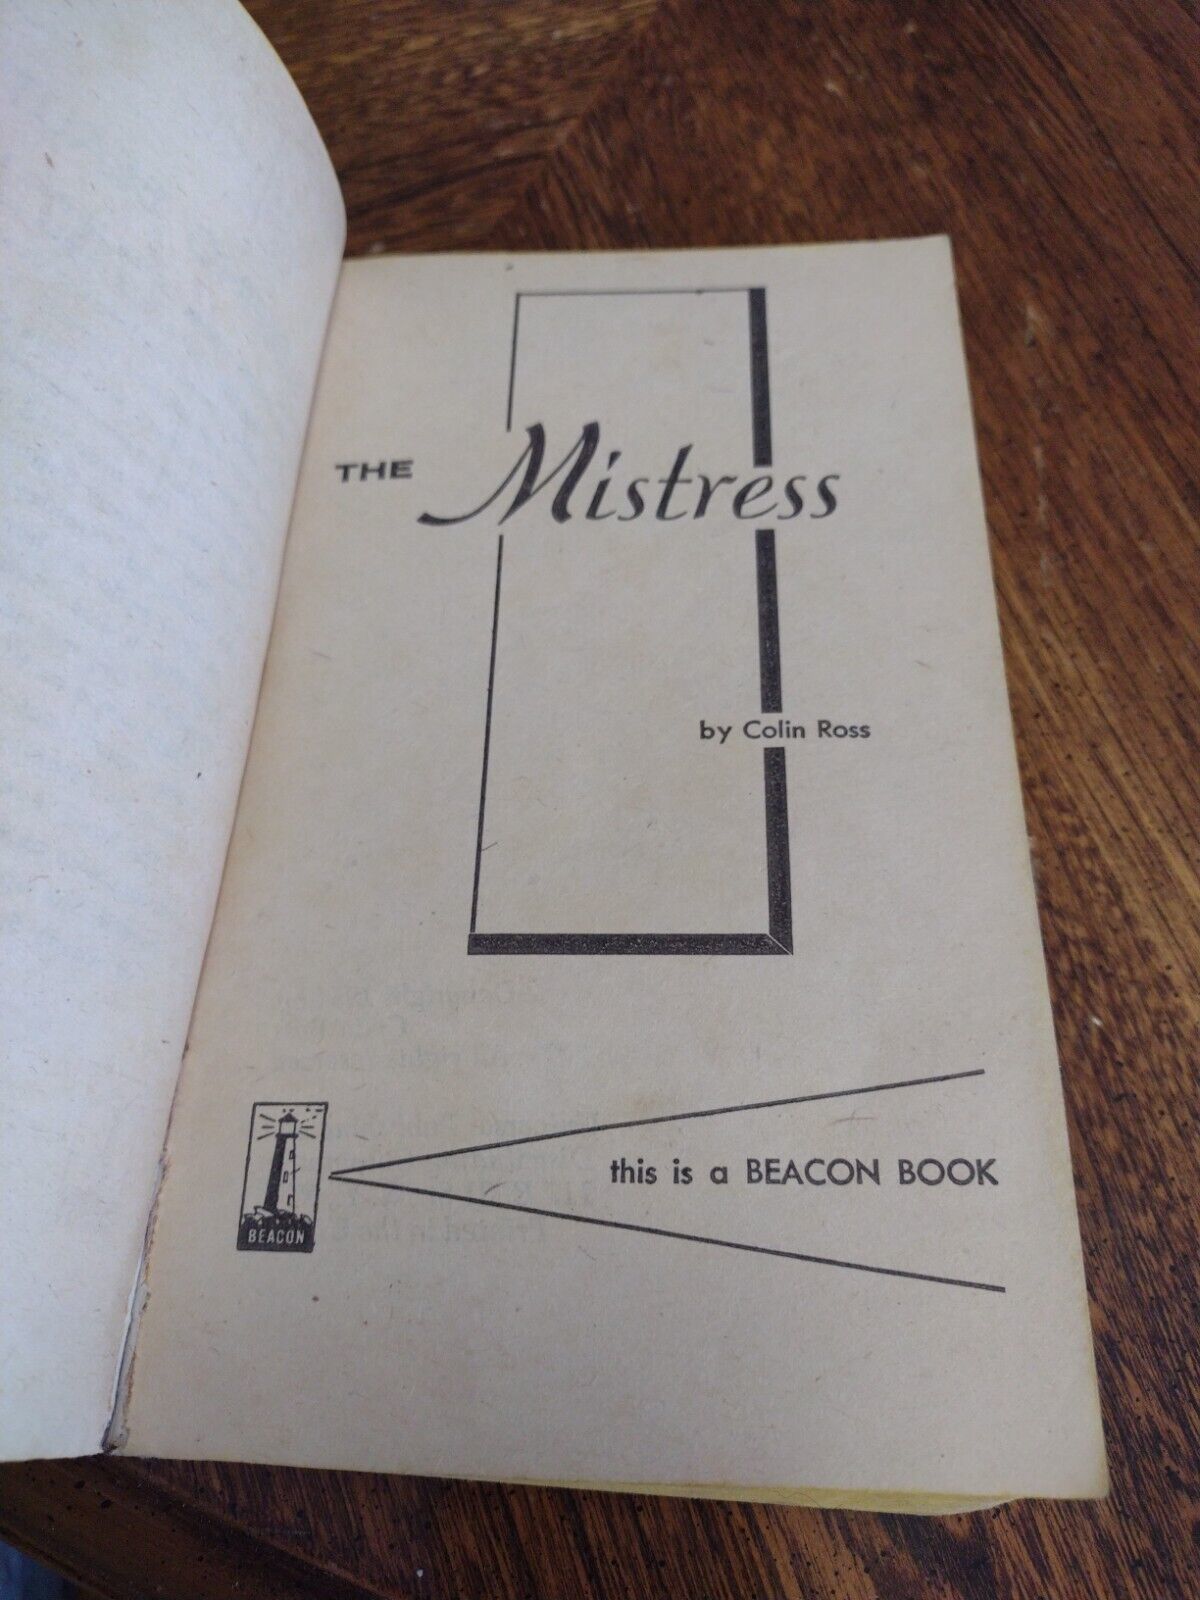 THE Mistress
by Colin Ross
this is a BEACON BOOK
BEACON